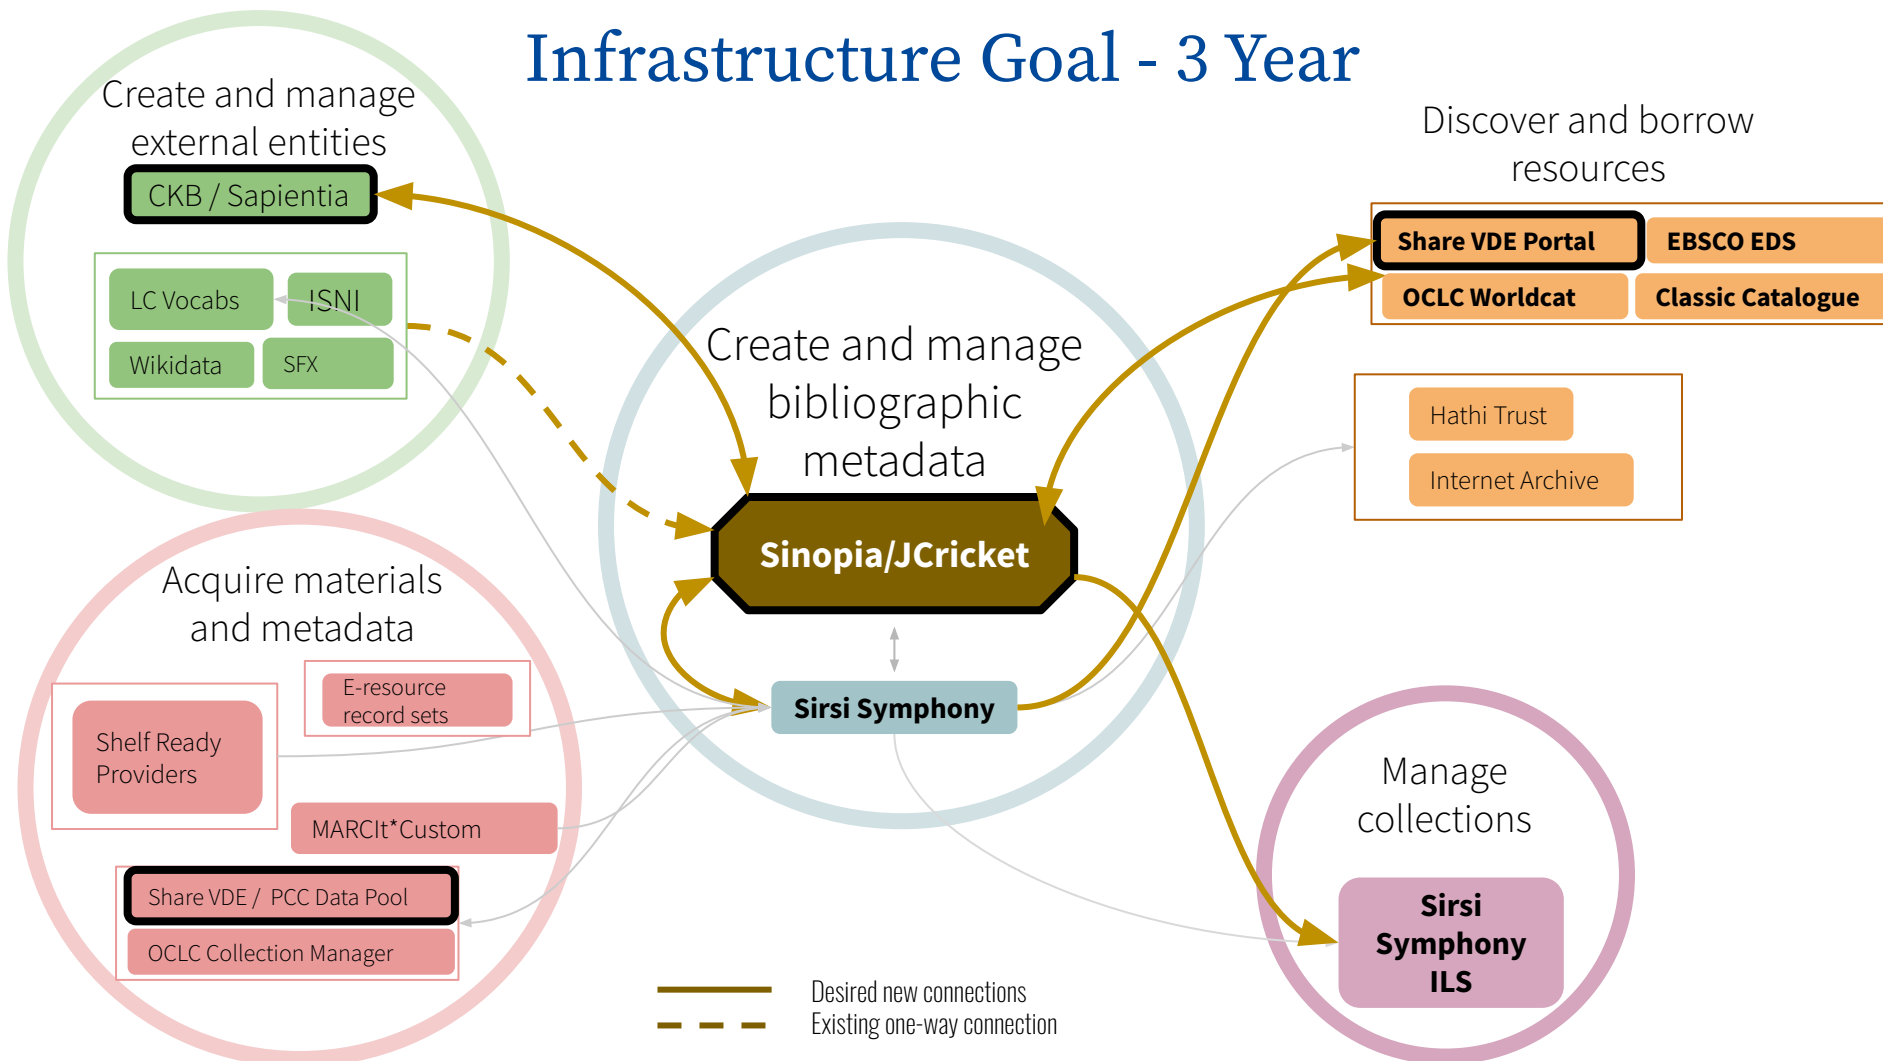 Infrastructure Goal - 3 Year
Create and manage
external entities
CKB / Sapientia
LC Vocabs
ISNI
Wikidata
SFX
Discover and borrow
resources
Share VDE Portal
EBSCO EDS
OCLC Worldcat
Classic Catalogue
Hathi Trust
Internet Archive
Create and manage
bibliographic
metadata
Sinopia/JCricket
Sirsi Symphony
Acquire materials
and metadata
E-resource
record sets
Shelf Ready
Providers
MARCIt*Custom
Share VDE / PCC Data Pool
OCLC Collection Manager
Manage
collections
Sirsi
Symphony
ILS
Desired new connections
Existing one-way connection